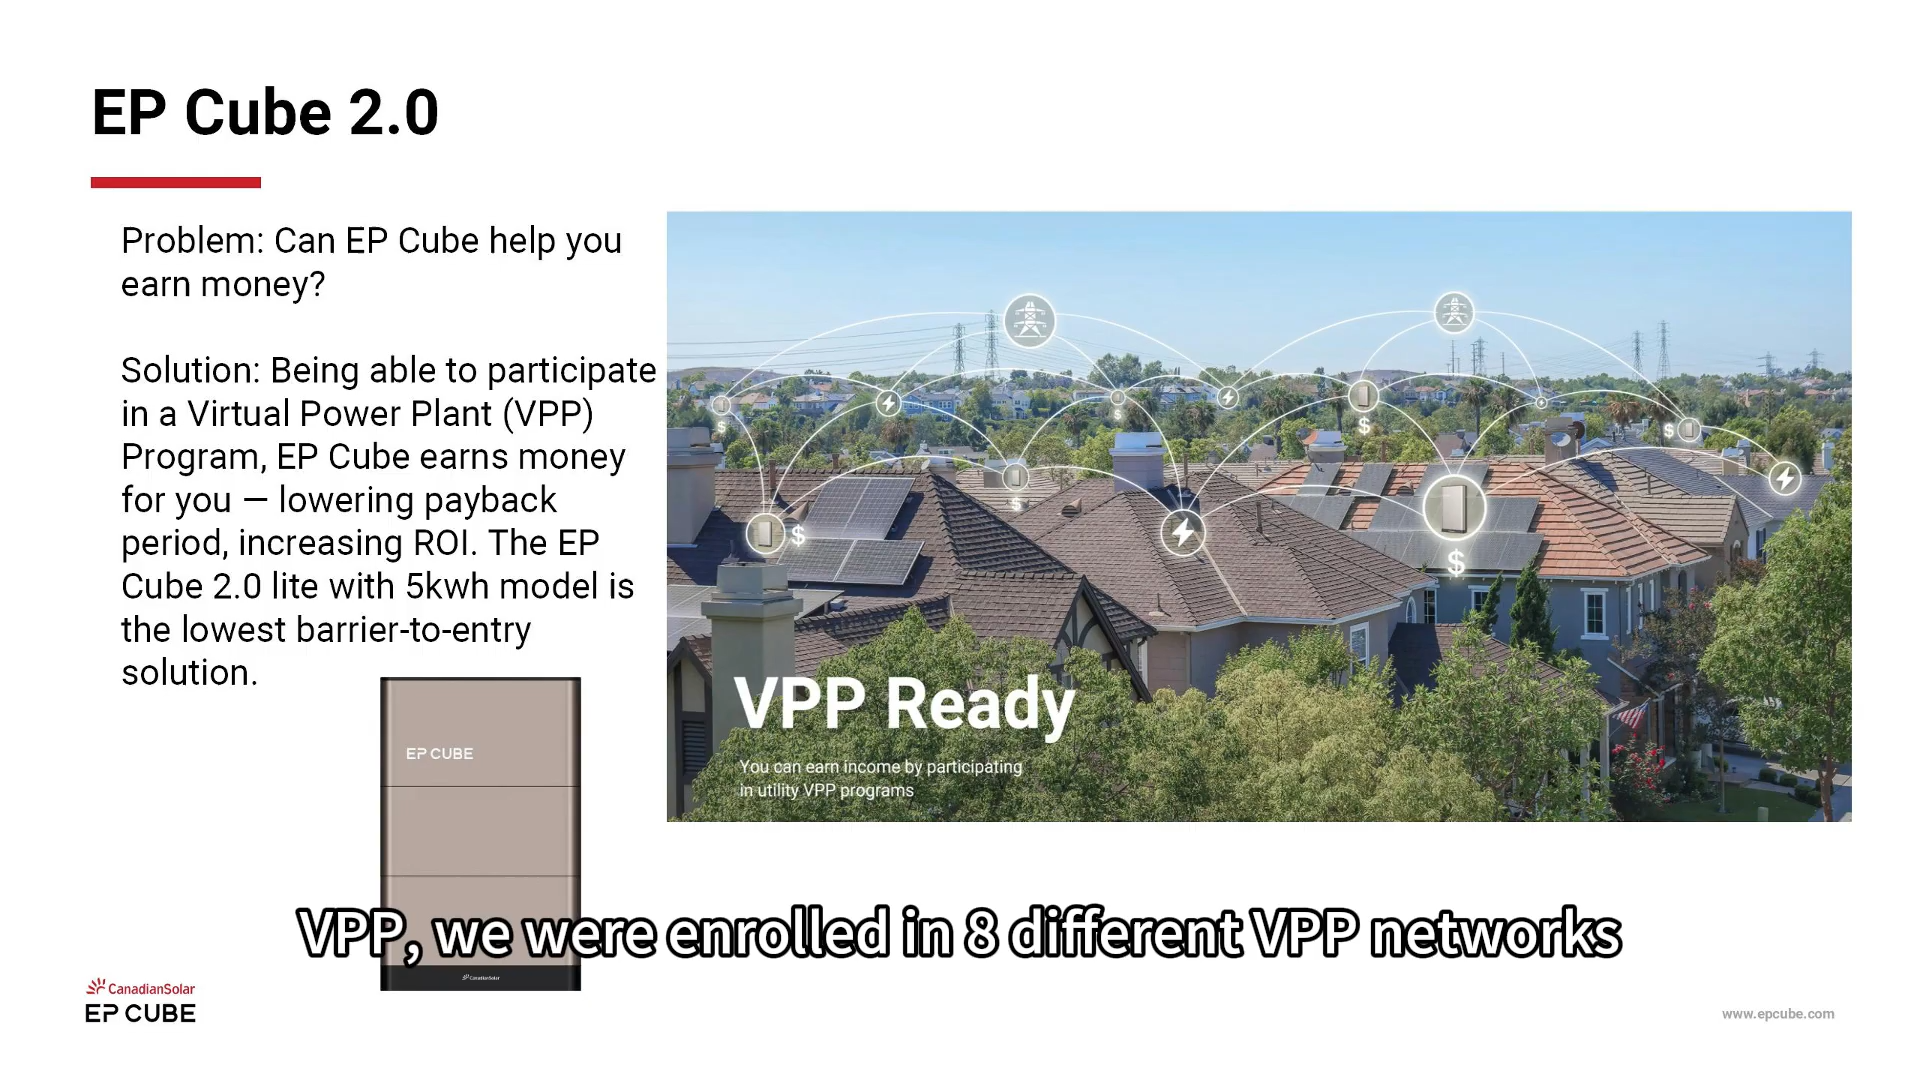 EP Cube 2.0
Problem: Can EP Cube help you
earn money?
Solution: Being able to participate
in a Virtual Power Plant (VPP)
Program, EP Cube earns money
for you — lowering payback
period, increasing ROI. The EP
Cube 2.0 lite with 5kwh model is
the lowest barrier-to-entry
solution.
$
$
$
$
$
$
$
VPP Ready
You can earn income by participating
in utility VPP programs
EP CUBE
VPP, we were enrolled in 8 different VPP networks
CanadianSolar
CanadianSolar
EP CUBE
www.epcube.com